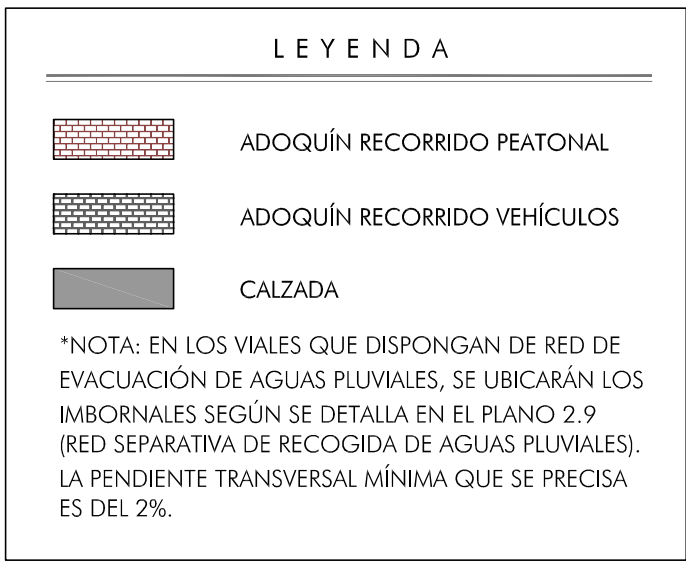 LEYENDA
ADOQUÍN RECORRIDO PEATONAL
ADOQUÍN RECORRIDO VEHÍCULOS
CALZADA
*NOTA: EN LOS VIALES QUE DISPONGAN DE RED DE
EVACUACIÓN DE AGUAS PLUVIALES, SE UBICARÁN LOS
IMBORNALES SEGÚN SE DETALLA EN EL PLANO 2.9
(RED SEPARATIVA DE RECOGIDA DE AGUAS PLUVIALES).
LA PENDIENTE TRANSVERSAL MÍNIMA QUE SE PRECISA
ES DEL 2%.